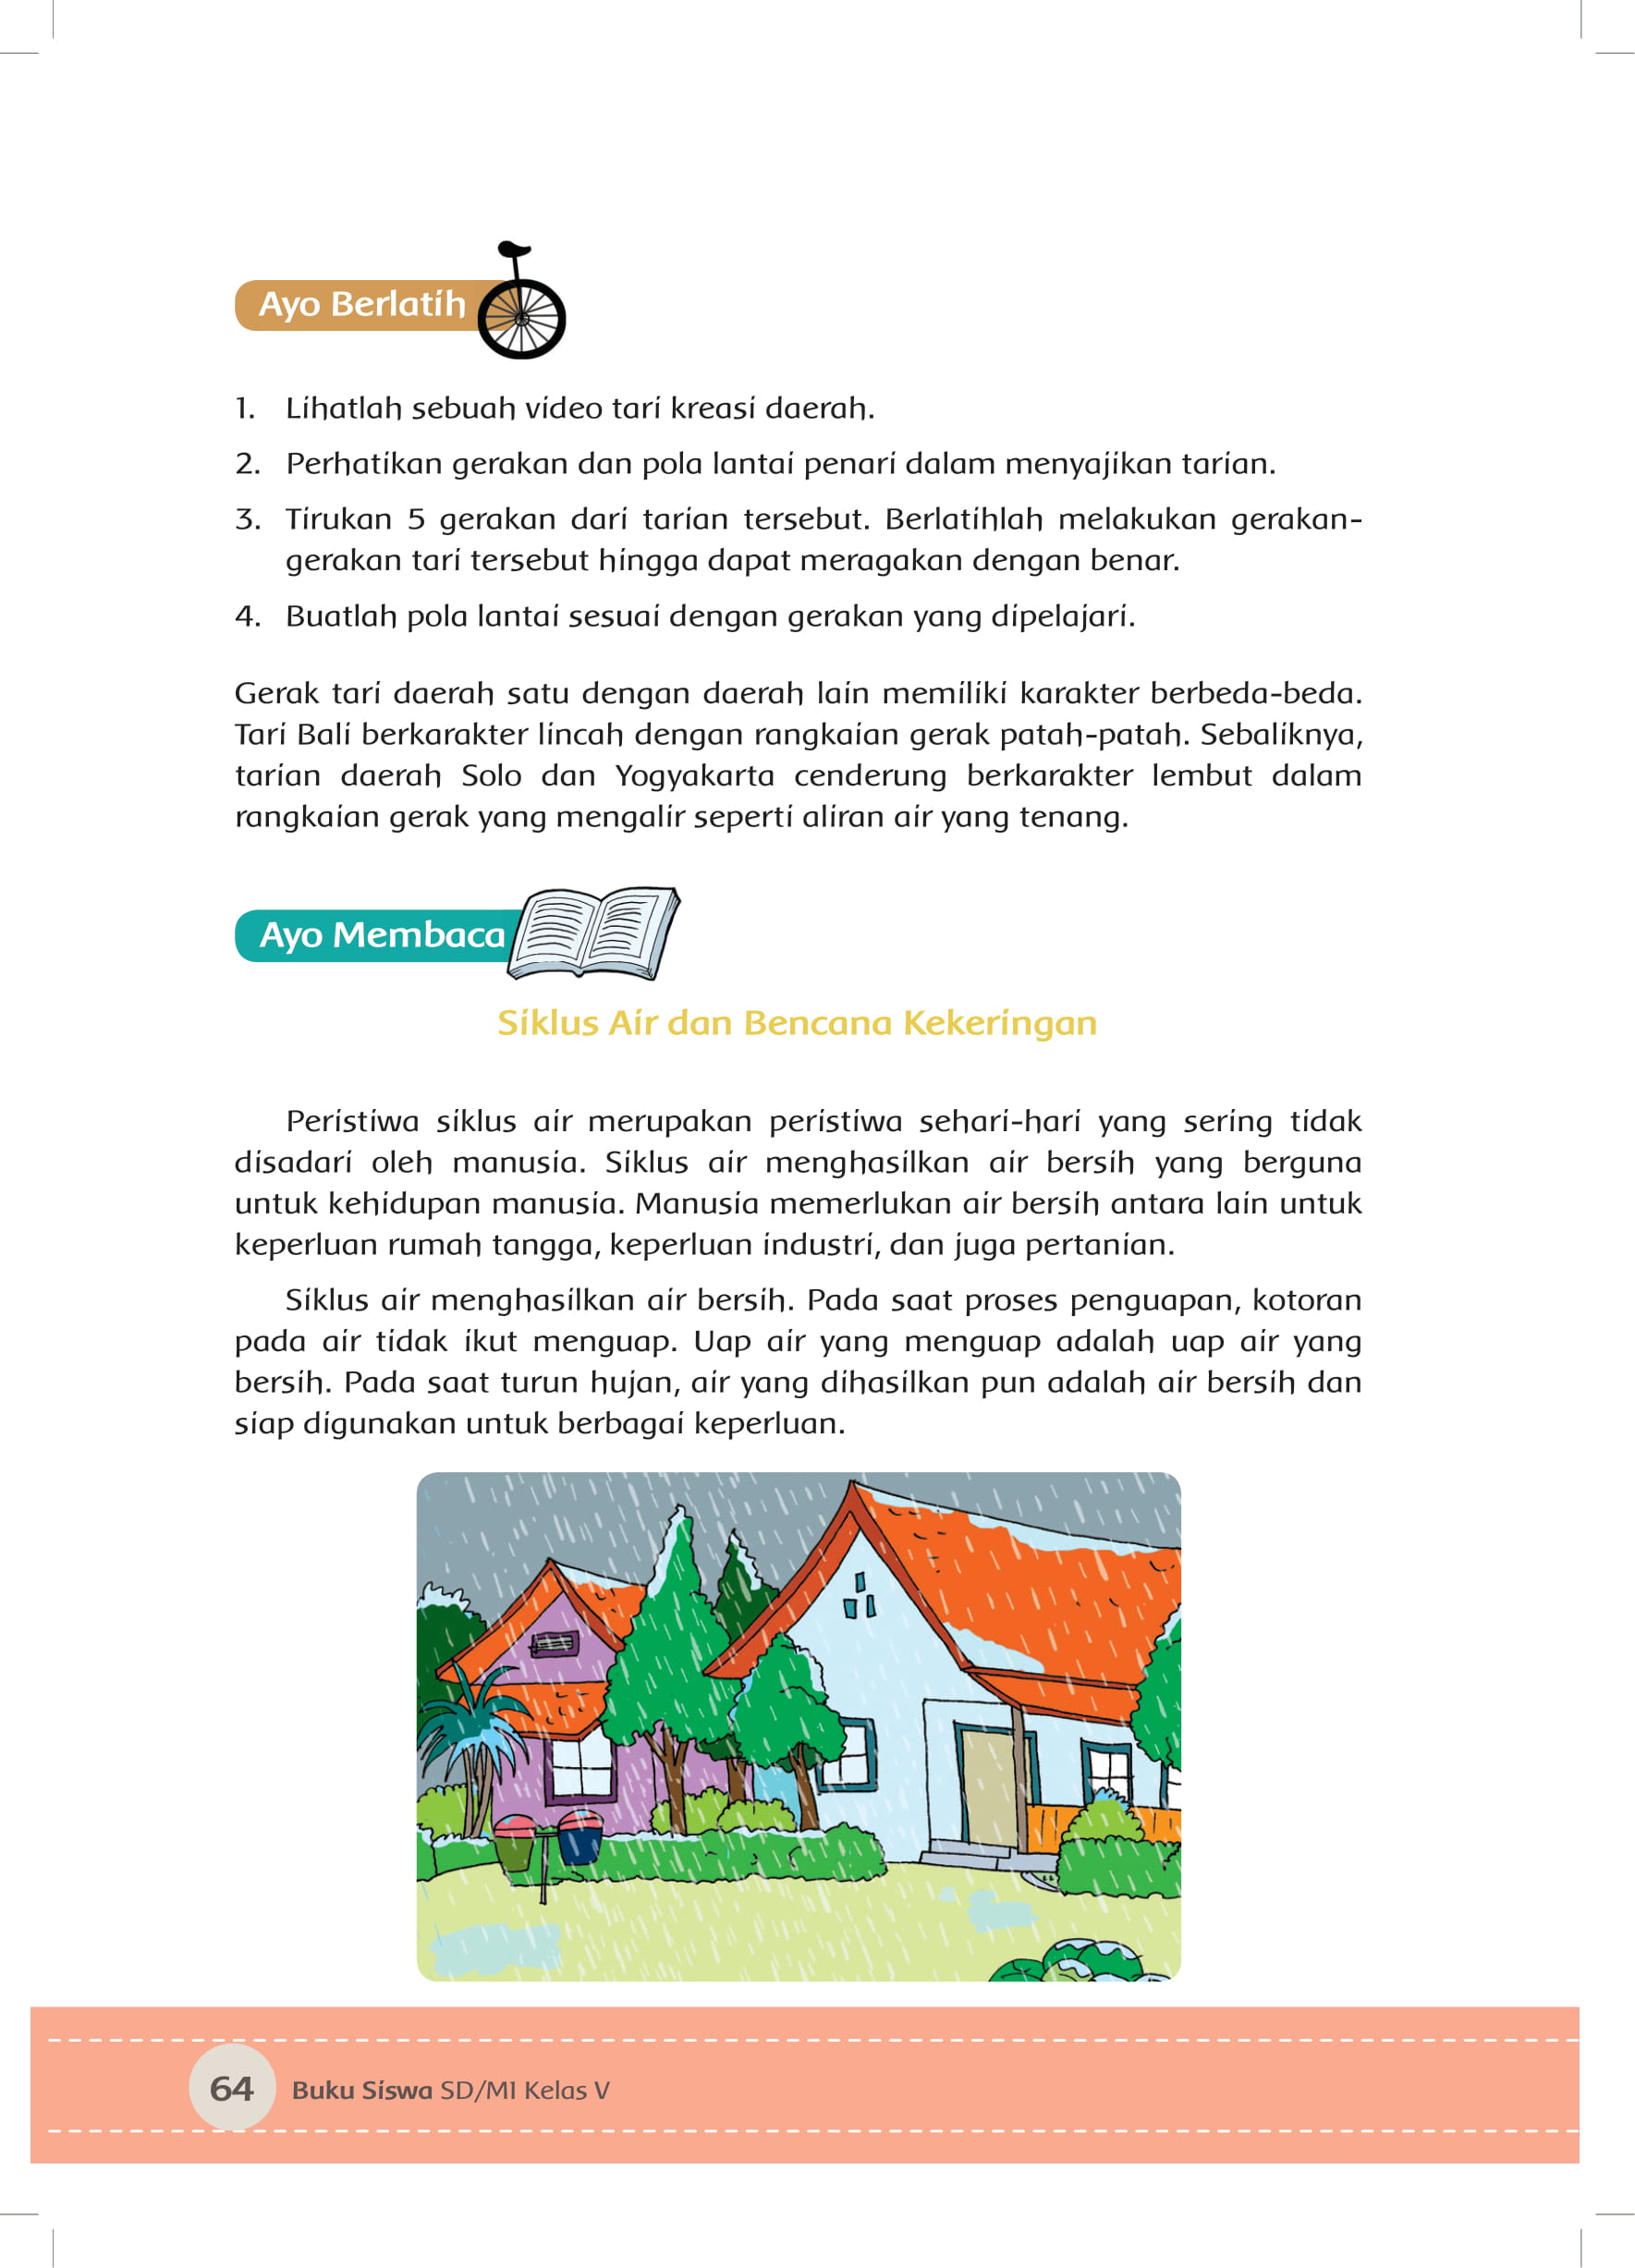 Ayo Berlatih
1. Lihatlah sebuah video tari kreasi daerah.
2. Perhatikan gerakan dan pola lantai penari dalam menyajikan tarian.
3. Tirukan 5 gerakan dari tarian tersebut. Berlatihlah melakukan gerakan-
gerakan tari tersebut hingga dapat meragakan dengan benar.
4. Buatlah pola lantai sesuai dengan gerakan yang dipelajari.
Gerak tari daerah satu dengan daerah lain memiliki karakter berbeda-beda.
Tari Bali berkarakter lincah dengan rangkaian gerak patah-patah. Sebaliknya,
tarian daerah Solo dan Yogyakarta cenderung berkarakter lembut dalam
rangkaian gerak yang mengalir seperti aliran air yang tenang.
Ayo Membaca
Siklus Air dan Bencana Kekeringan
Peristiwa siklus air merupakan peristiwa sehari-hari yang sering tidak
disadari oleh manusia. Siklus air menghasilkan air bersih yang berguna
untuk kehidupan manusia. Manusia memerlukan air bersih antara lain untuk
keperluan rumah tangga, keperluan industri, dan juga pertanian.
Siklus air menghasilkan air bersih. Pada saat proses penguapan, kotoran
pada air tidak ikut menguap. Uap air yang menguap adalah uap air yang
bersih. Pada saat turun hujan, air yang dihasilkan pun adalah air bersih dan
siap digunakan untuk berbagai keperluan.
64 Buku Siswa SD/MI Kelas V